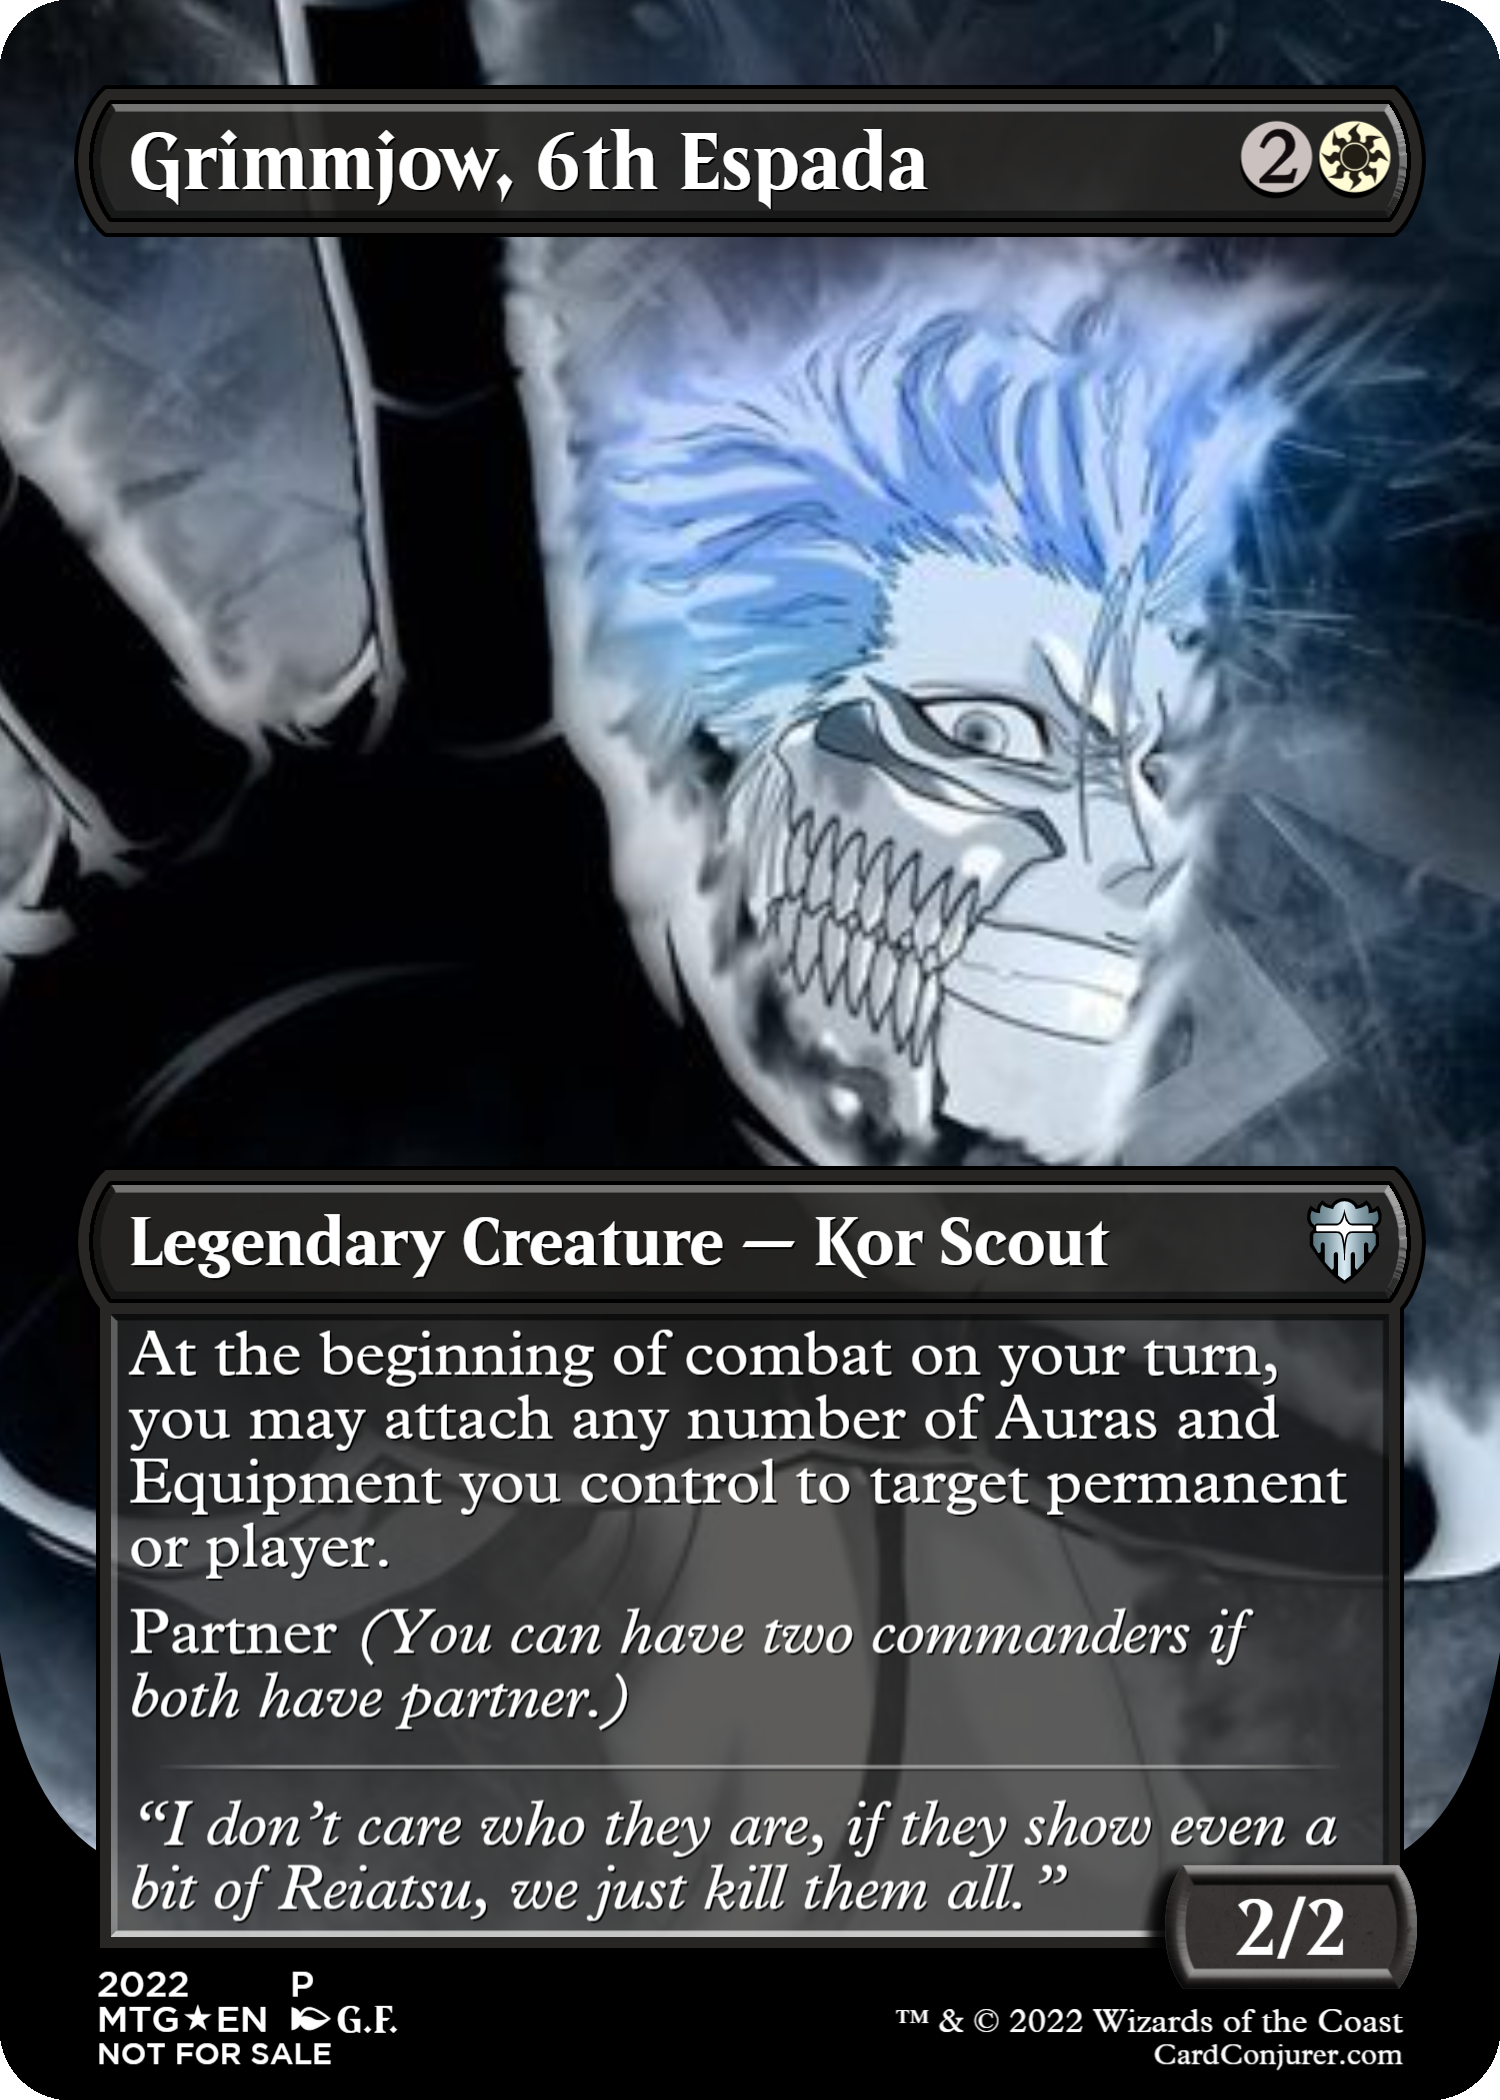 Grimmjow, 6th Espada 2
Legendary Creature — Kor Scout
At the beginning of combat on your turn,
you may attach any number of Auras and
Equipment you control to target permanent
or player.
Partner (You can have two commanders if
both have partner.)
“I don’t care who they are, if they show even a
bit of Reiatsu, we just kill them all.”
2/2
2022 P
MTG★EN G.F.
NOT FOR SALE
™ & © 2022 Wizards of the Coast
CardConjurer.com